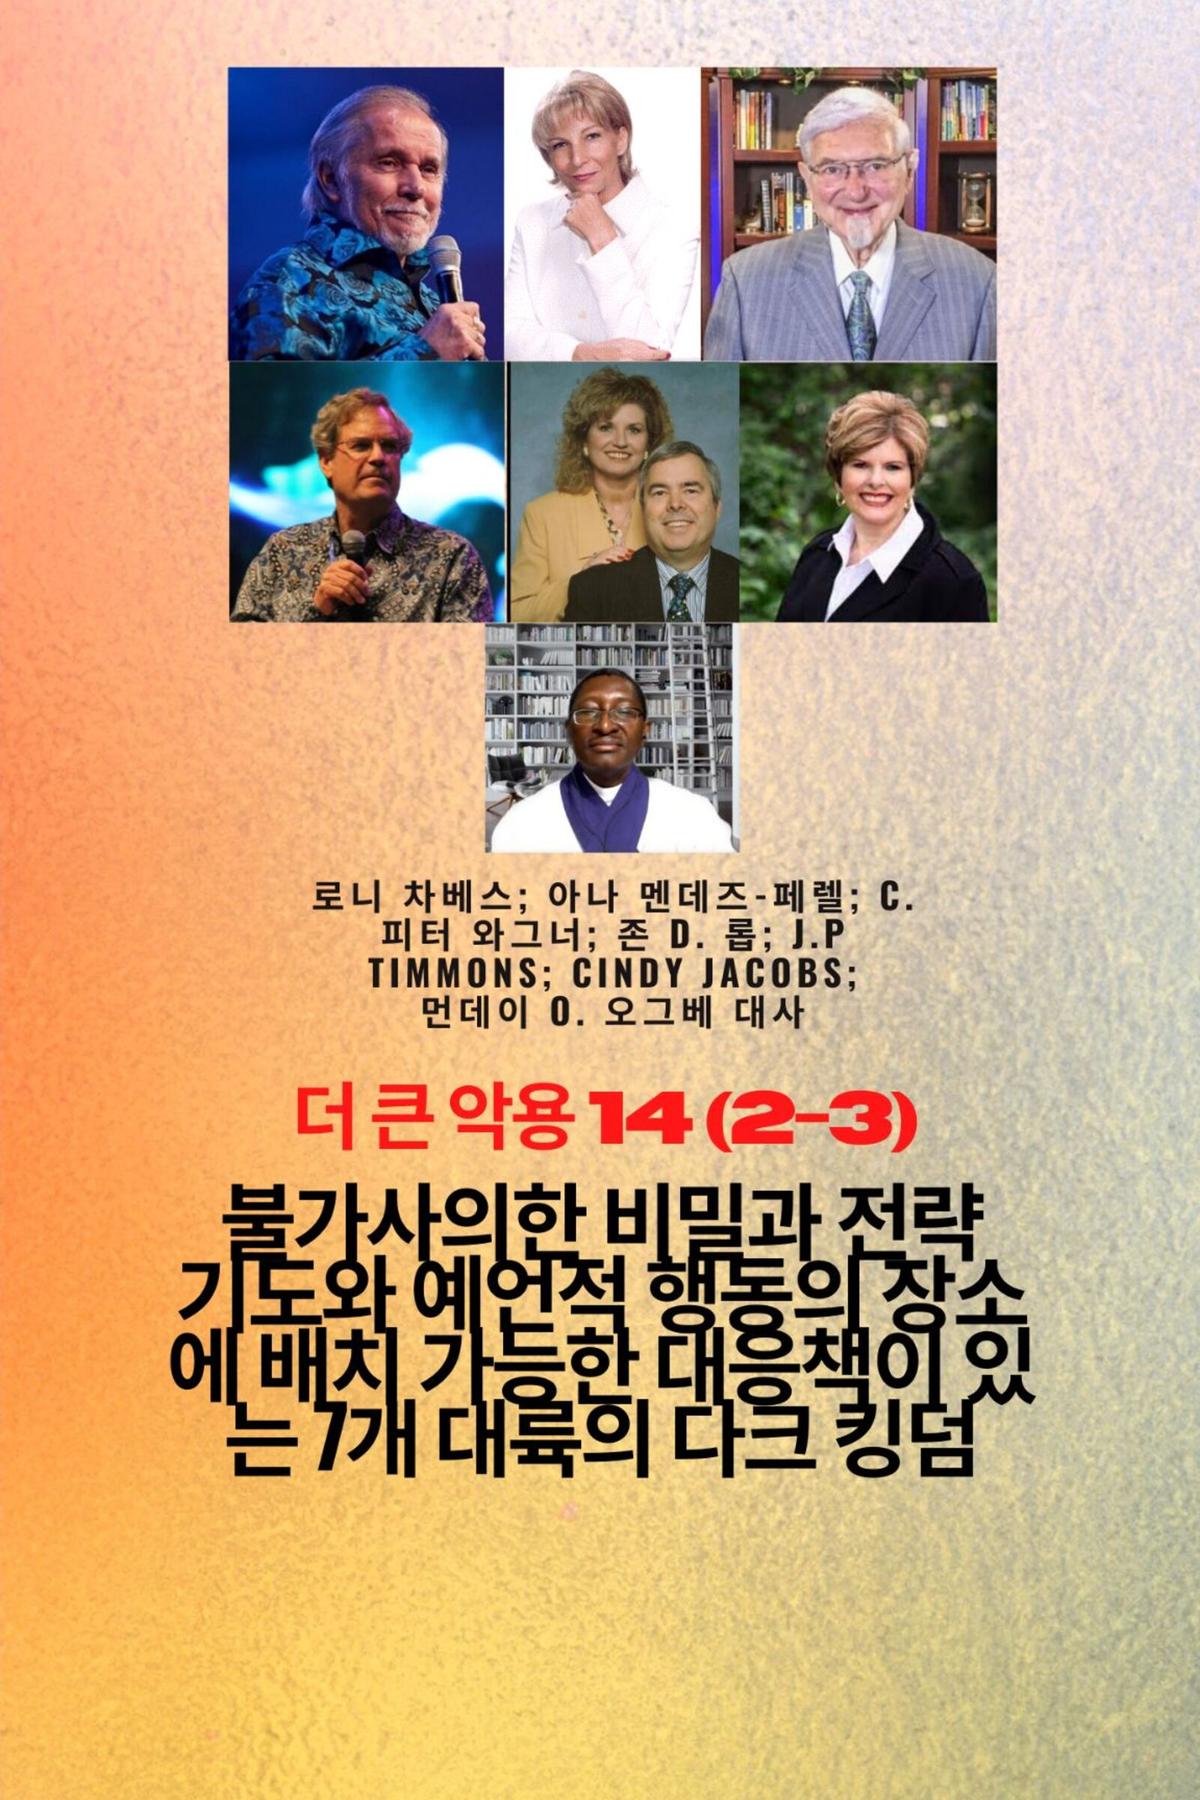 로니 차베스; 아나 멘데즈-페렐; C.
피터 와그너; 존 D. 롭; J.P
TIMMONS; CINDY JACOBS;
먼데이 O. 오그베 대사
더 큰 악용 14 (2-3)
불가사의한 비밀과 전략
기도와 예언적 행동의 장소
에 배치 가능한 대응책이 있
는 7개 대륙의 다크 킹덤